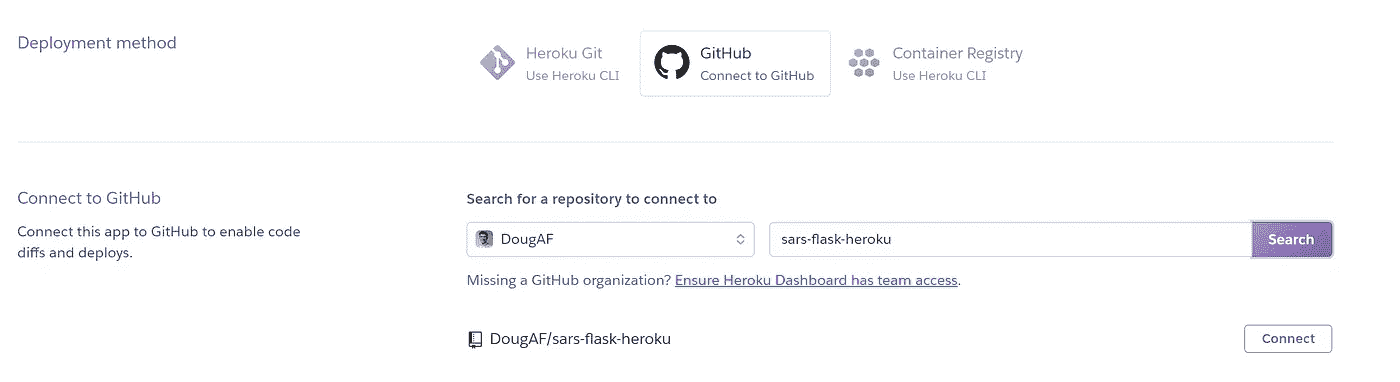 Deployment method
Heroku Git
Use Heroku CLI
GitHub
Connect to GitHub
Container Registry
Use Heroku CLI
Connect to GitHub
Connect this app to GitHub to enable code
diffs and deploys.
Search for a repository to connect to
DougAF
sars-flask-heroku
Search
Missing a GitHub organization? Ensure Heroku Dashboard has team access.
DougAF/sars-flask-heroku
Connect